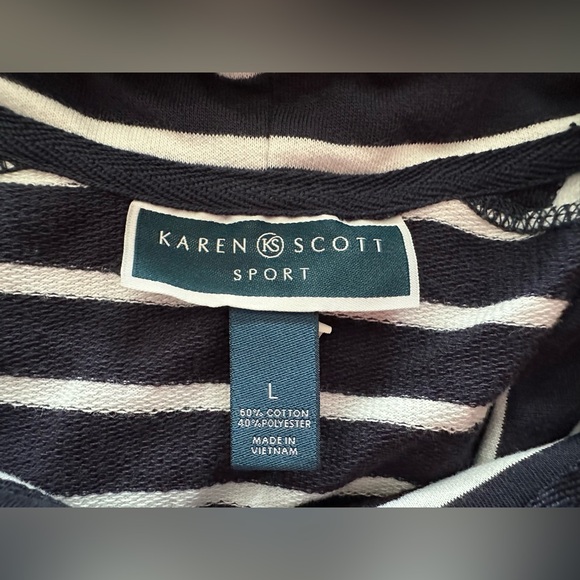 KAREN KS SCOTT
SPORT
L
60% COTTON
40% POLYESTER
MADE IN
VIETNAM